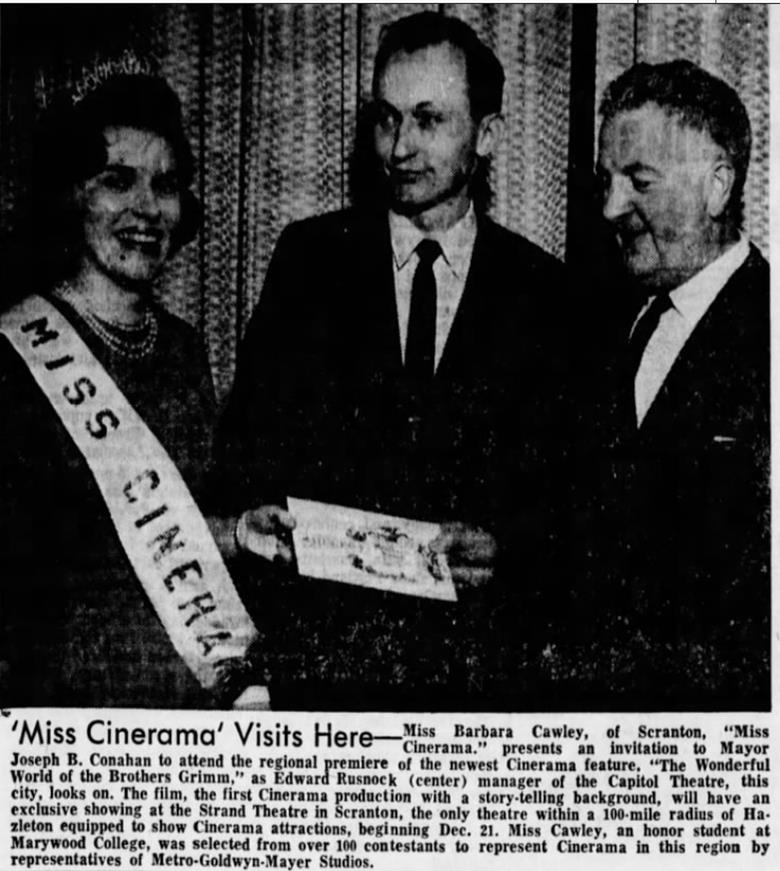 MISS CINERA
'Miss Cinerama' Visits Here—Miss Barbara Cawley, of Scranton, "Miss
Cinerama." presents an invitation to Mayor
Joseph B. Conahan to attend the regional premiere of the newest Cinerama feature, "The Wonderful
World of the Brothers Grimm," as Edward Rusnock (center) manager of the Capitol Theatre, this
city, looks on. The film, the first Cinerama production with a story-telling background, will have an
exclusive showing at the Strand Theatre in Scranton, the only theatre within a 100-mile radius of Ha-
zleton equipped to show Cinerama attractions, beginning Dec. 21. Miss Cawley, an honor student at
Marywood College, was selected from over 100 contestants to represent Cinerama in this region by
representatives of Metro-Goldwyn-Mayer Studios.